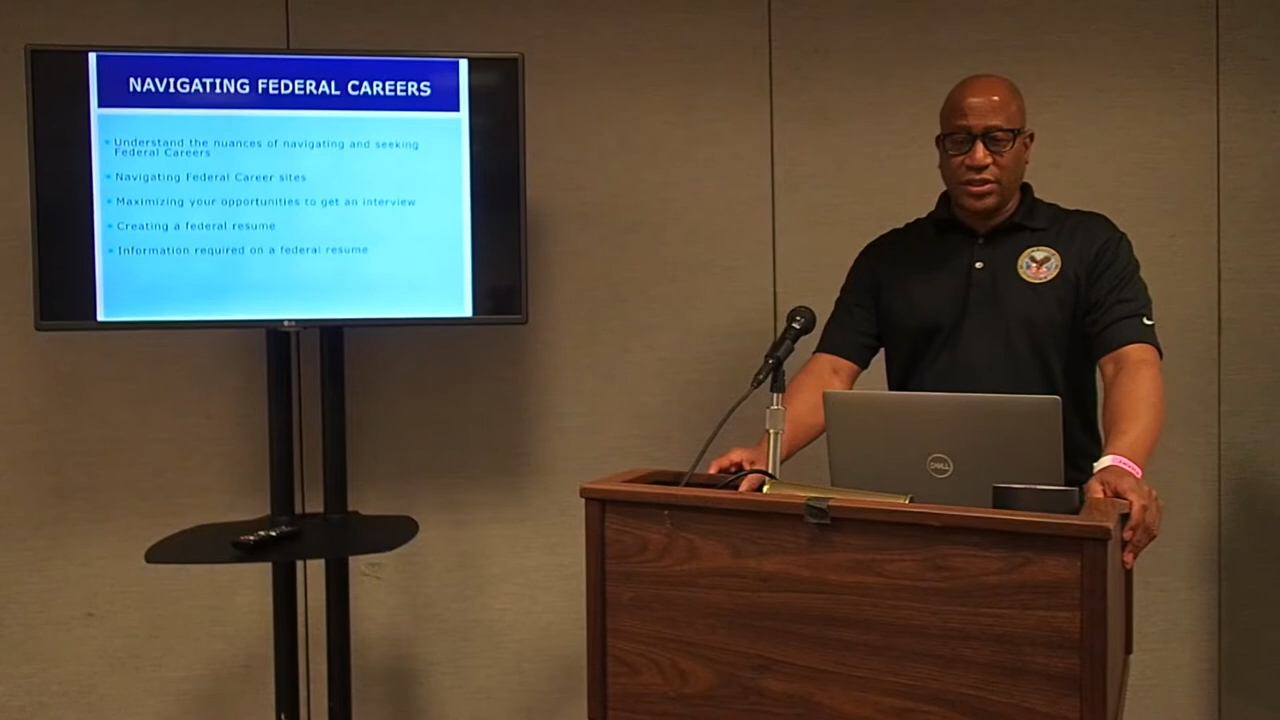 NAVIGATING FEDERAL CAREERS
Understand the nuances of navigating and seeking
Federal Careers
Navigating Federal Career sites
Maximizing your opportunities to get an interview
Creating a federal resume
Information required on a federal resume
LG
DELL